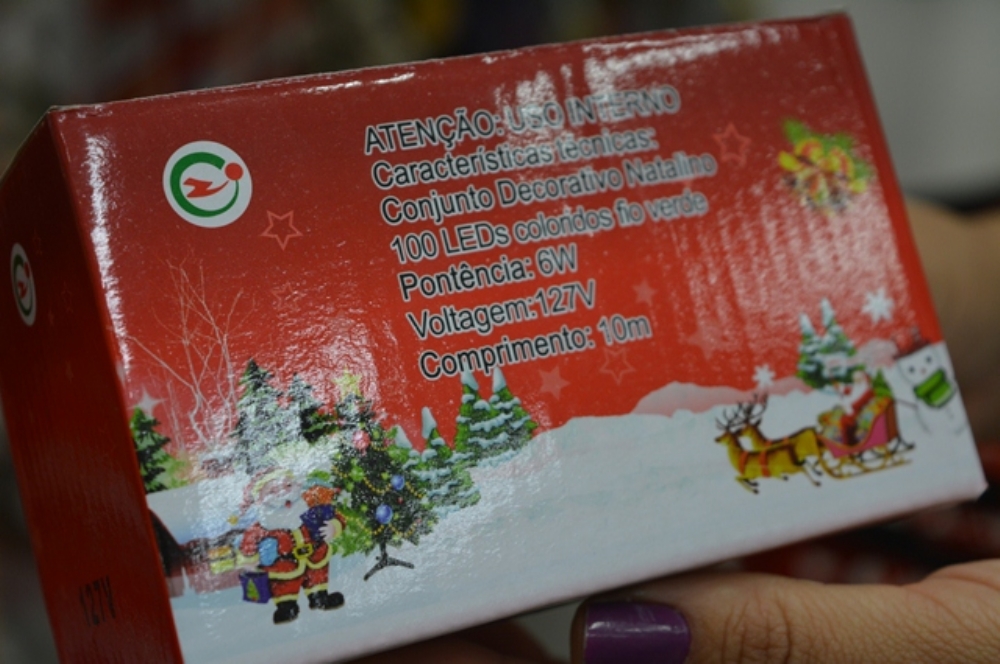 ATENÇÃO: USO INTERNO
Características técnicas:
Conjunto Decorativo Natalino
100 LEDs coloridos fio verde
Pontência: 6W
Voltagem:127V
Comprimento: 10m
127V